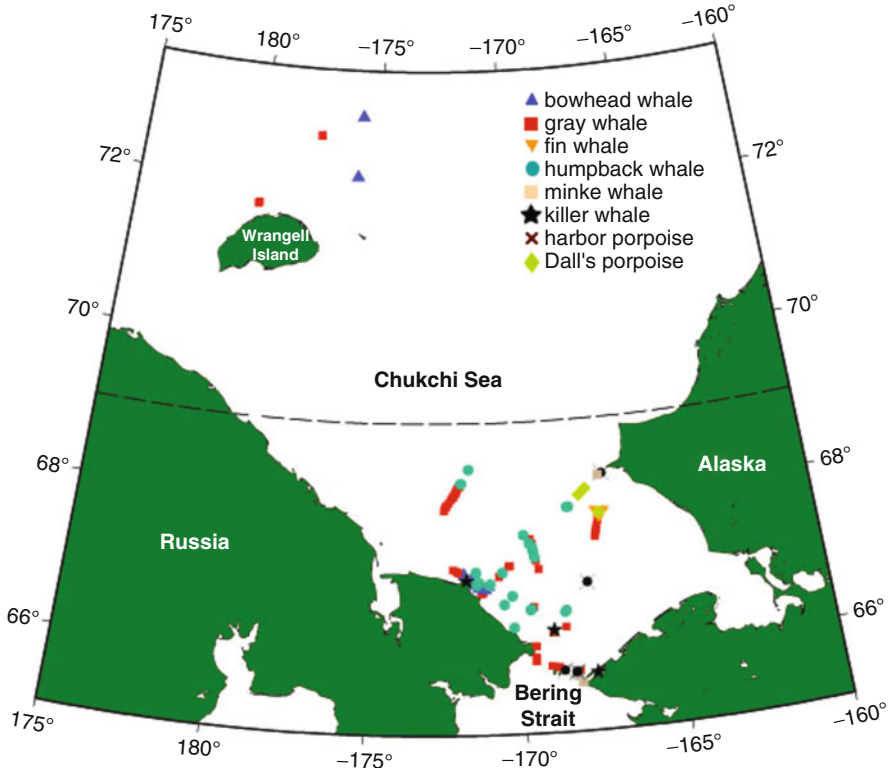 175°
180°
−175°
−170°
−165°
−160°
bowhead whale
gray whale
fin whale
humpback whale
minke whale
killer whale
harbor porpoise
Dall's porpoise
72°
72°
Wrangell
Island
70°
70°
Chukchi Sea
68°
68°
Alaska
Russia
66°
66°
Bering
Strait
175°
180°
−175°
−170°
−165°
−160°